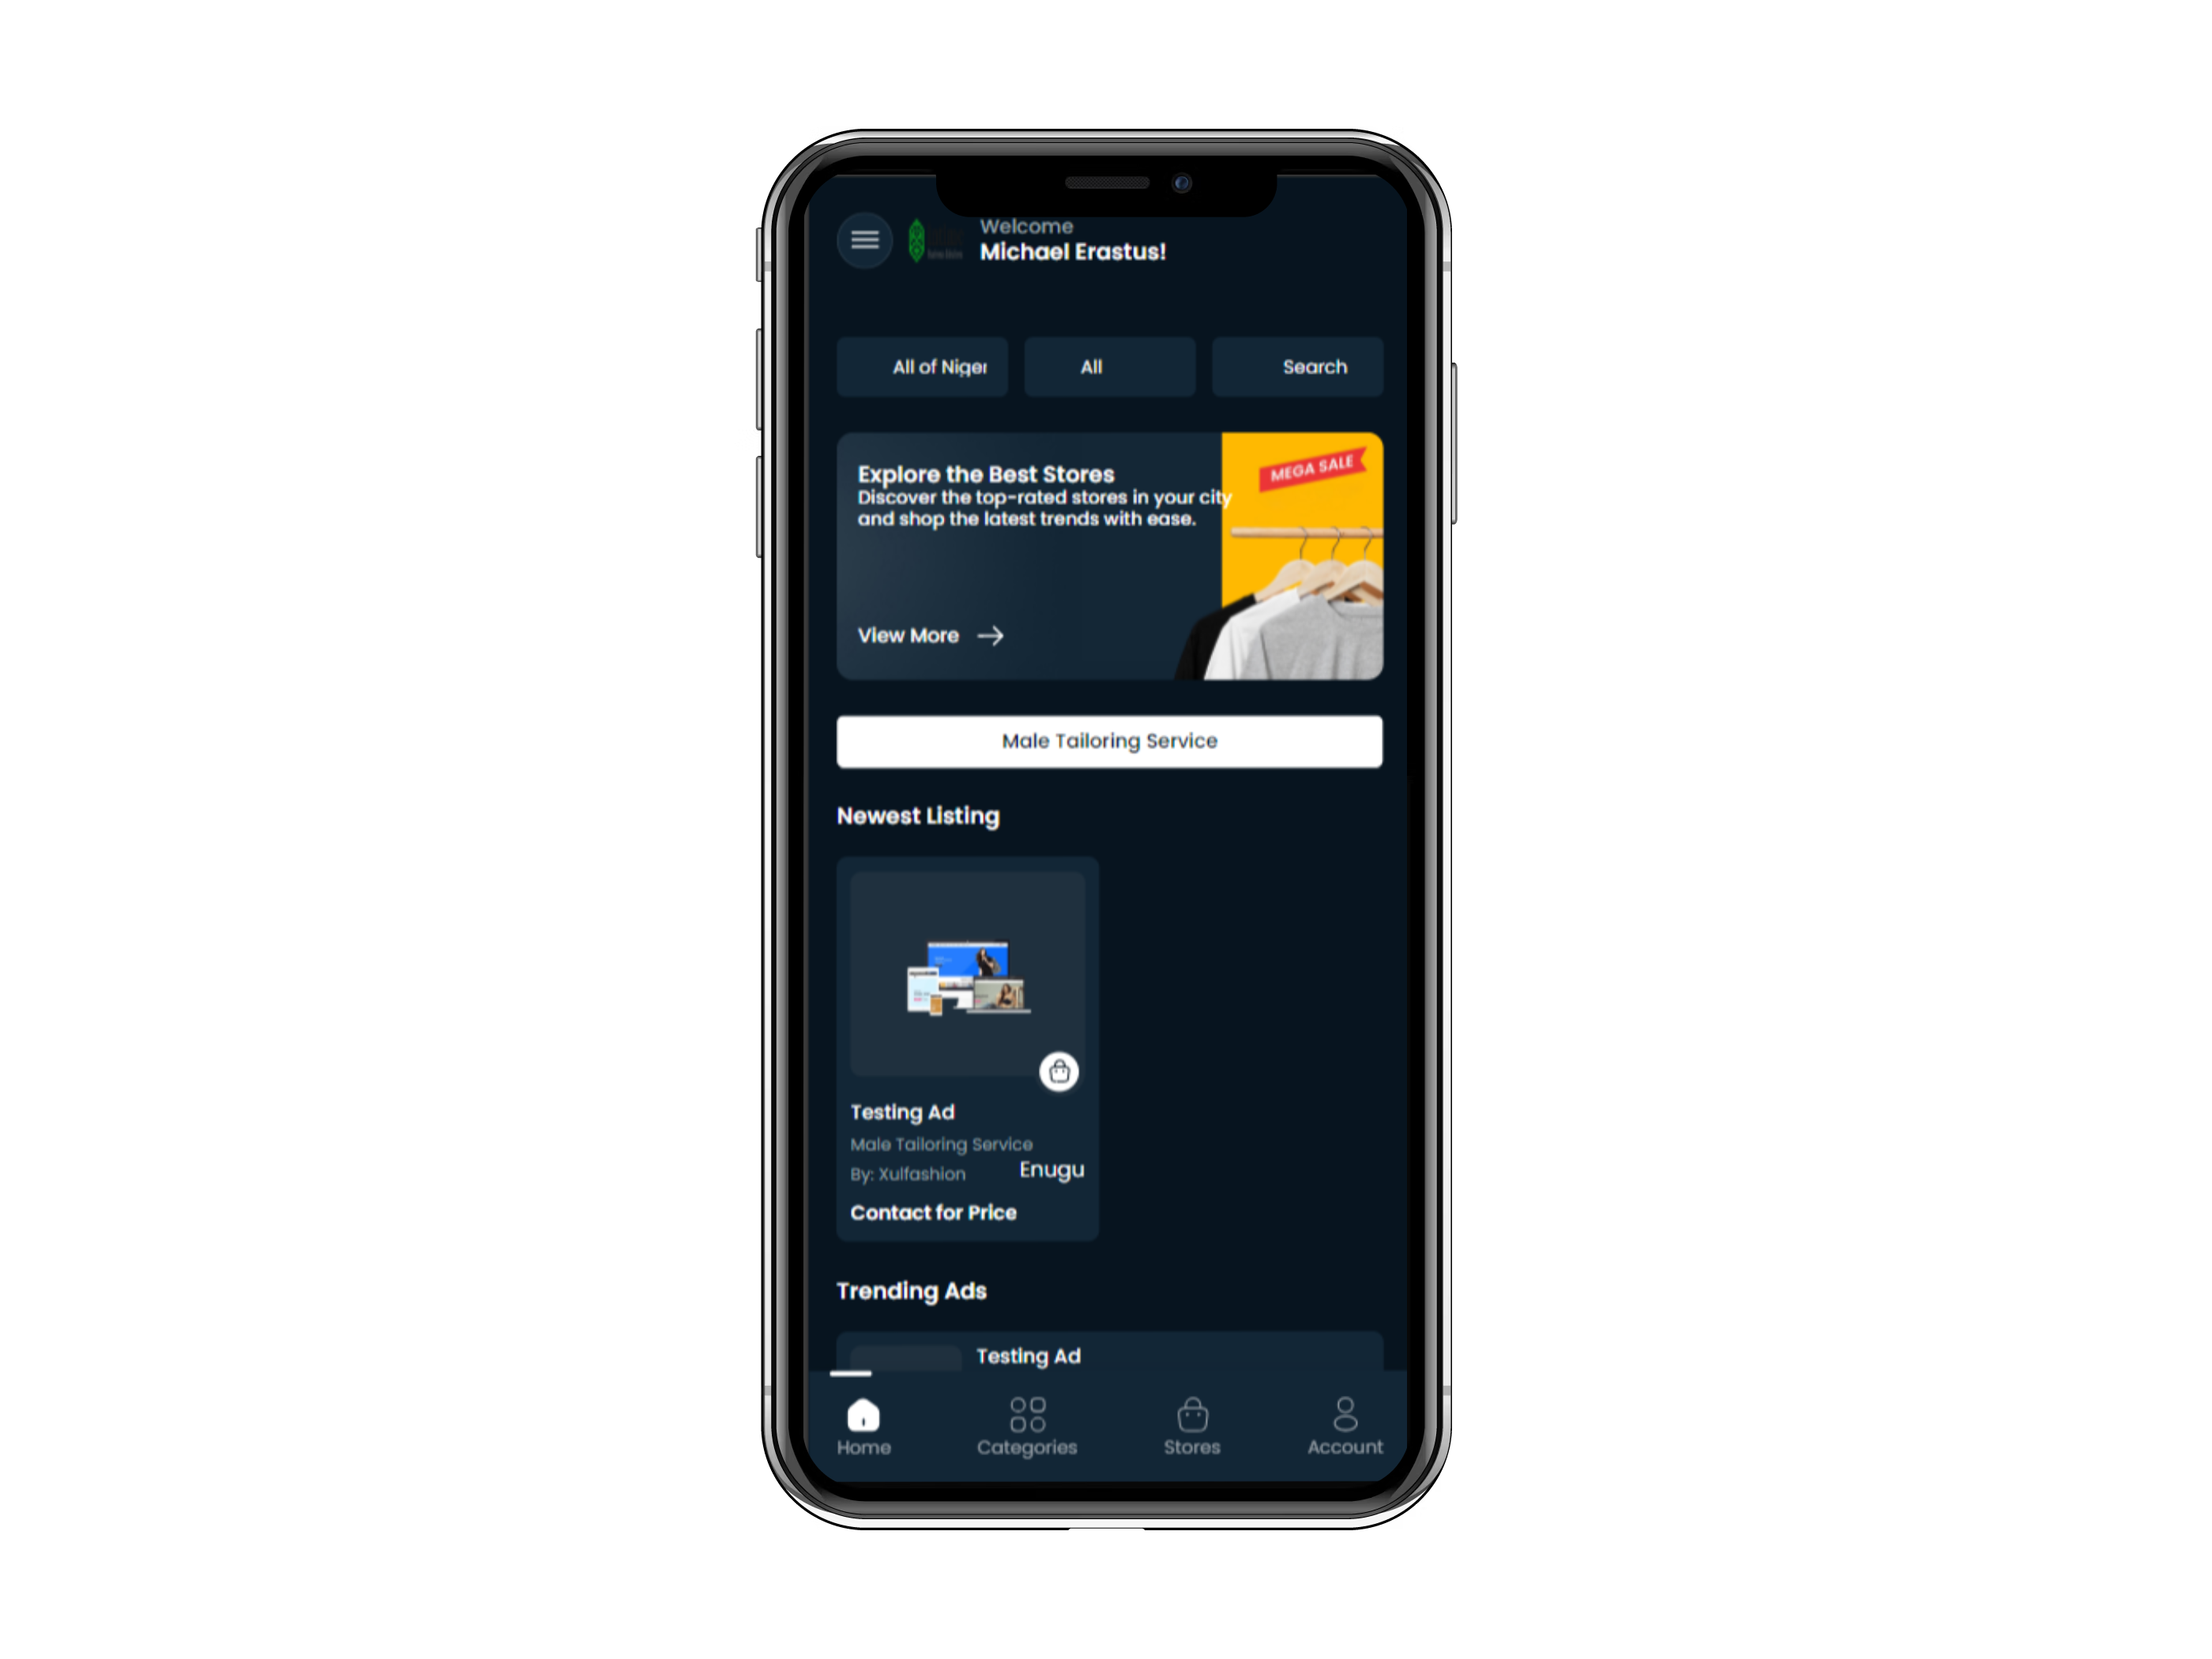 Welcome
Michael Erastus!
All of Niger
All
Search
Explore the Best Stores
Discover the top-rated stores in your city
and shop the latest trends with ease.
MEGA SALE
View More
Male Tailoring Service
Newest Listing
Testing Ad
Male Tailoring Service
By: Xulfashion
Enugu
Contact for Price
Trending Ads
Testing Ad
Home
Categories
Stores
Account